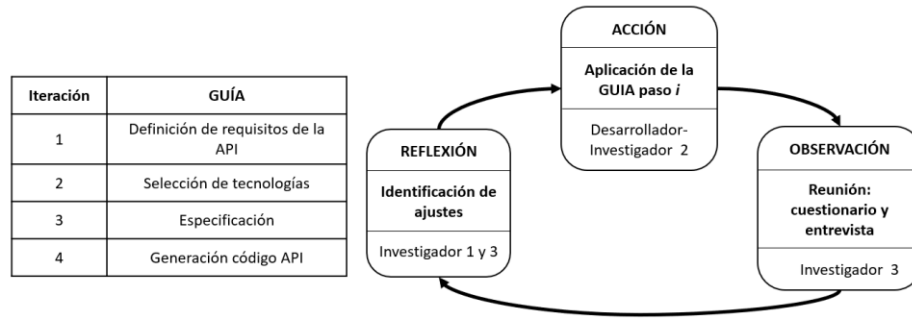 Iteración GUÍA
1 Definición de requisitos de la
API
2 Selección de tecnologías
3 Especificación
4 Generación código API
ACCIÓN
Aplicación de la
GUIA paso i
Desarrollador-
Investigador 2
OBSERVACIÓN
Reunión:
cuestionario y
entrevista
Investigador 3
REFLEXIÓN
Identificación de
ajustes
Investigador 1 y 3